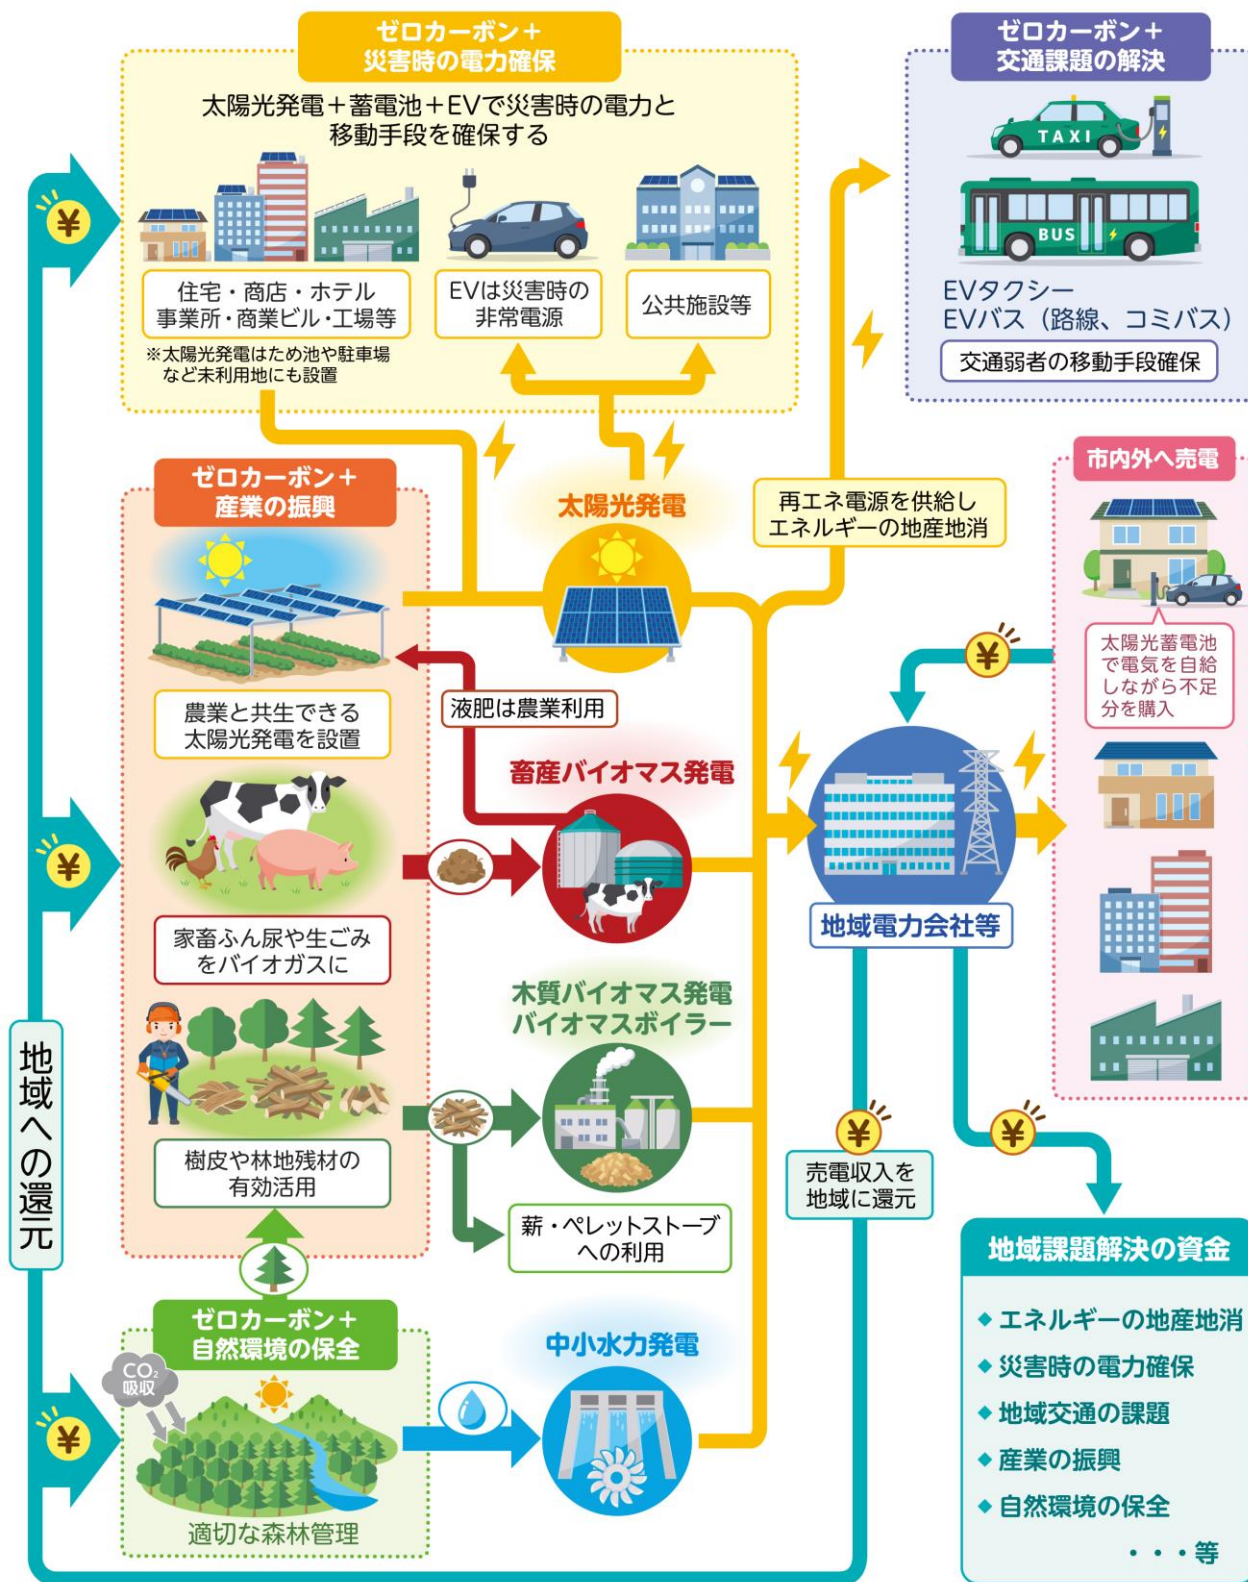 ゼロカーボン＋
災害時の電力確保
太陽光発電＋蓄電池＋EVで災害時の電力と
移動手段を確保する
住宅・商店・ホテル
事業所・商業ビル・工場等
EVは災害時の
非常電源
公共施設等
※太陽光発電はため池や駐車場
など未利用地にも設置
ゼロカーボン＋
交通課題の解決
TAXI
BUS
EVタクシー
EVバス（路線、コミバス）
交通弱者の移動手段確保
¥
ゼロカーボン＋
産業の振興
太陽光発電
再エネ電源を供給し
エネルギーの地産地消
市内外へ売電
太陽光蓄電池
で電気を自給
しながら不足
分を購入
¥
農業と共生できる
太陽光発電を設置
液肥は農業利用
畜産バイオマス発電
¥
家畜ふん尿や生ごみ
をバイオガスに
地域電力会社等
木質バイオマス発電
バイオマスボイラー
樹皮や林地残材の
有効活用
薪・ペレットストーブ
への利用
地域への還元
¥
売電収入を
地域に還元
¥
ゼロカーボン＋
自然環境の保全
CO₂
吸収
適切な森林管理
中小水力発電
¥
地域課題解決の資金
◆ エネルギーの地産地消
◆ 災害時の電力確保
◆ 地域交通の課題
◆ 産業の振興
◆ 自然環境の保全
・・・等